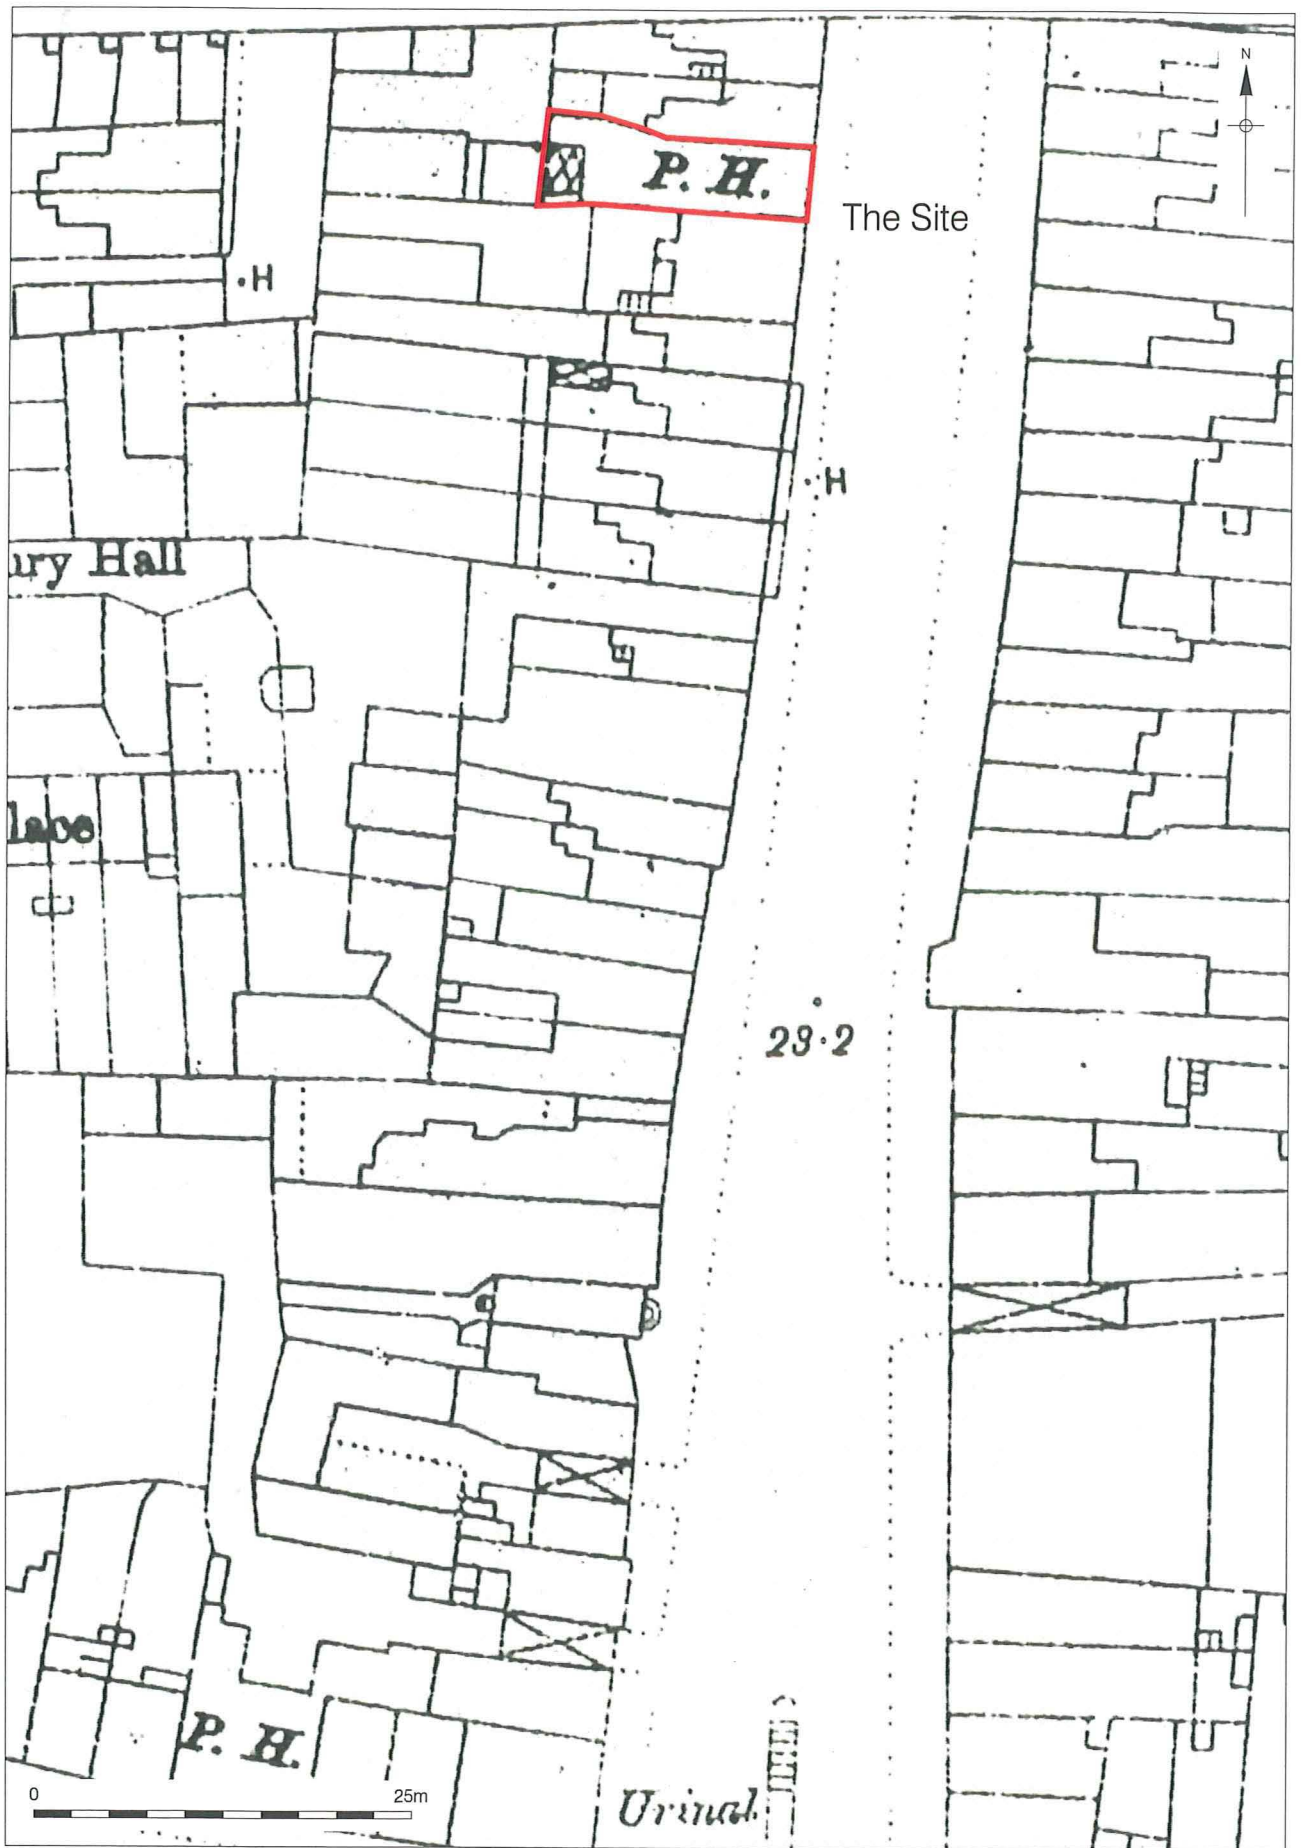 N
P. H.
The Site
H
H
ury Hall
lace
23·2
P. H.
0 25m
Urinal